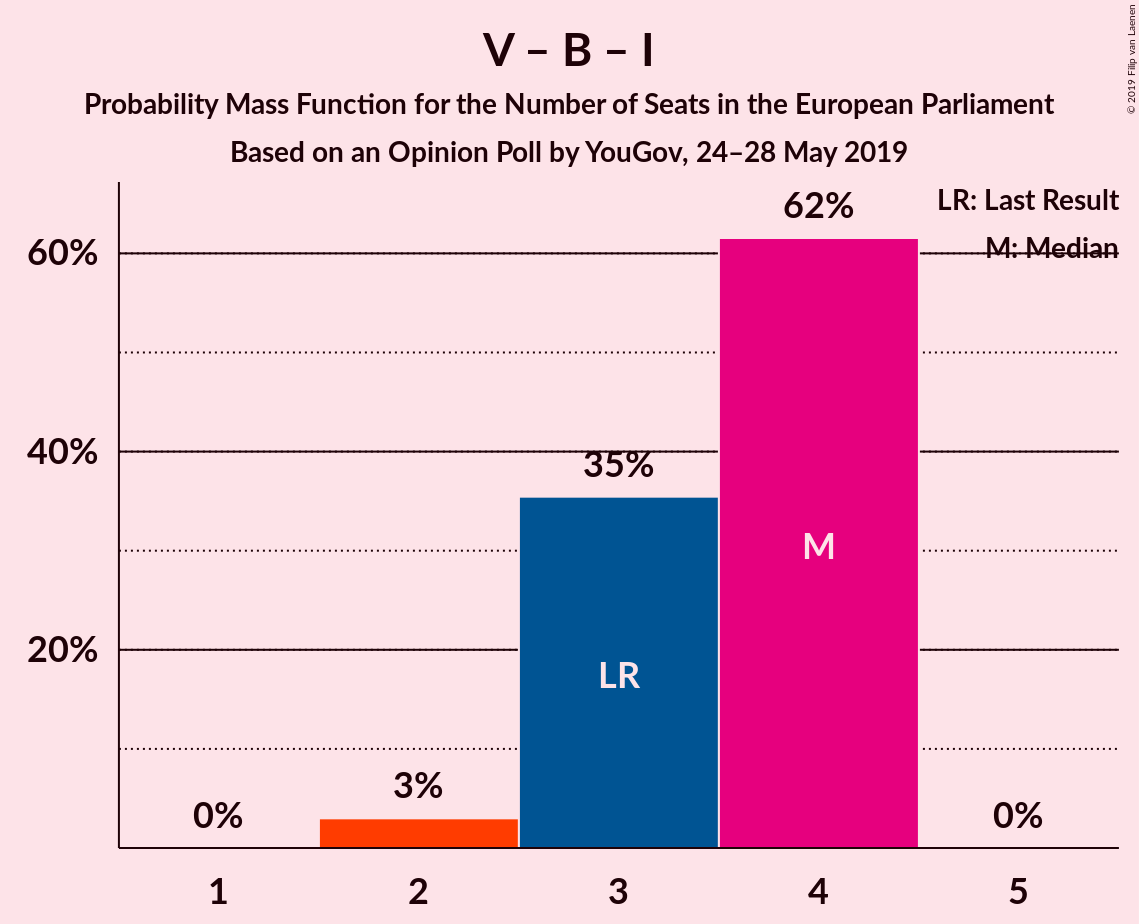 V – B – I
Probability Mass Function for the Number of Seats in the European Parliament
Based on an Opinion Poll by YouGov, 24–28 May 2019
© 2019 Filip van Laenen
LR: Last Result
M: Median
60%
40%
20%
0%
3%
35%
62%
0%
LR
M
1
2
3
4
5